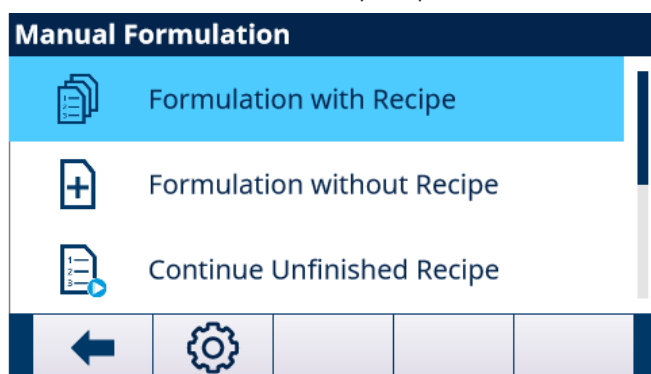 Manual Formulation
Formulation with Recipe
Formulation without Recipe
Continue Unfinished Recipe